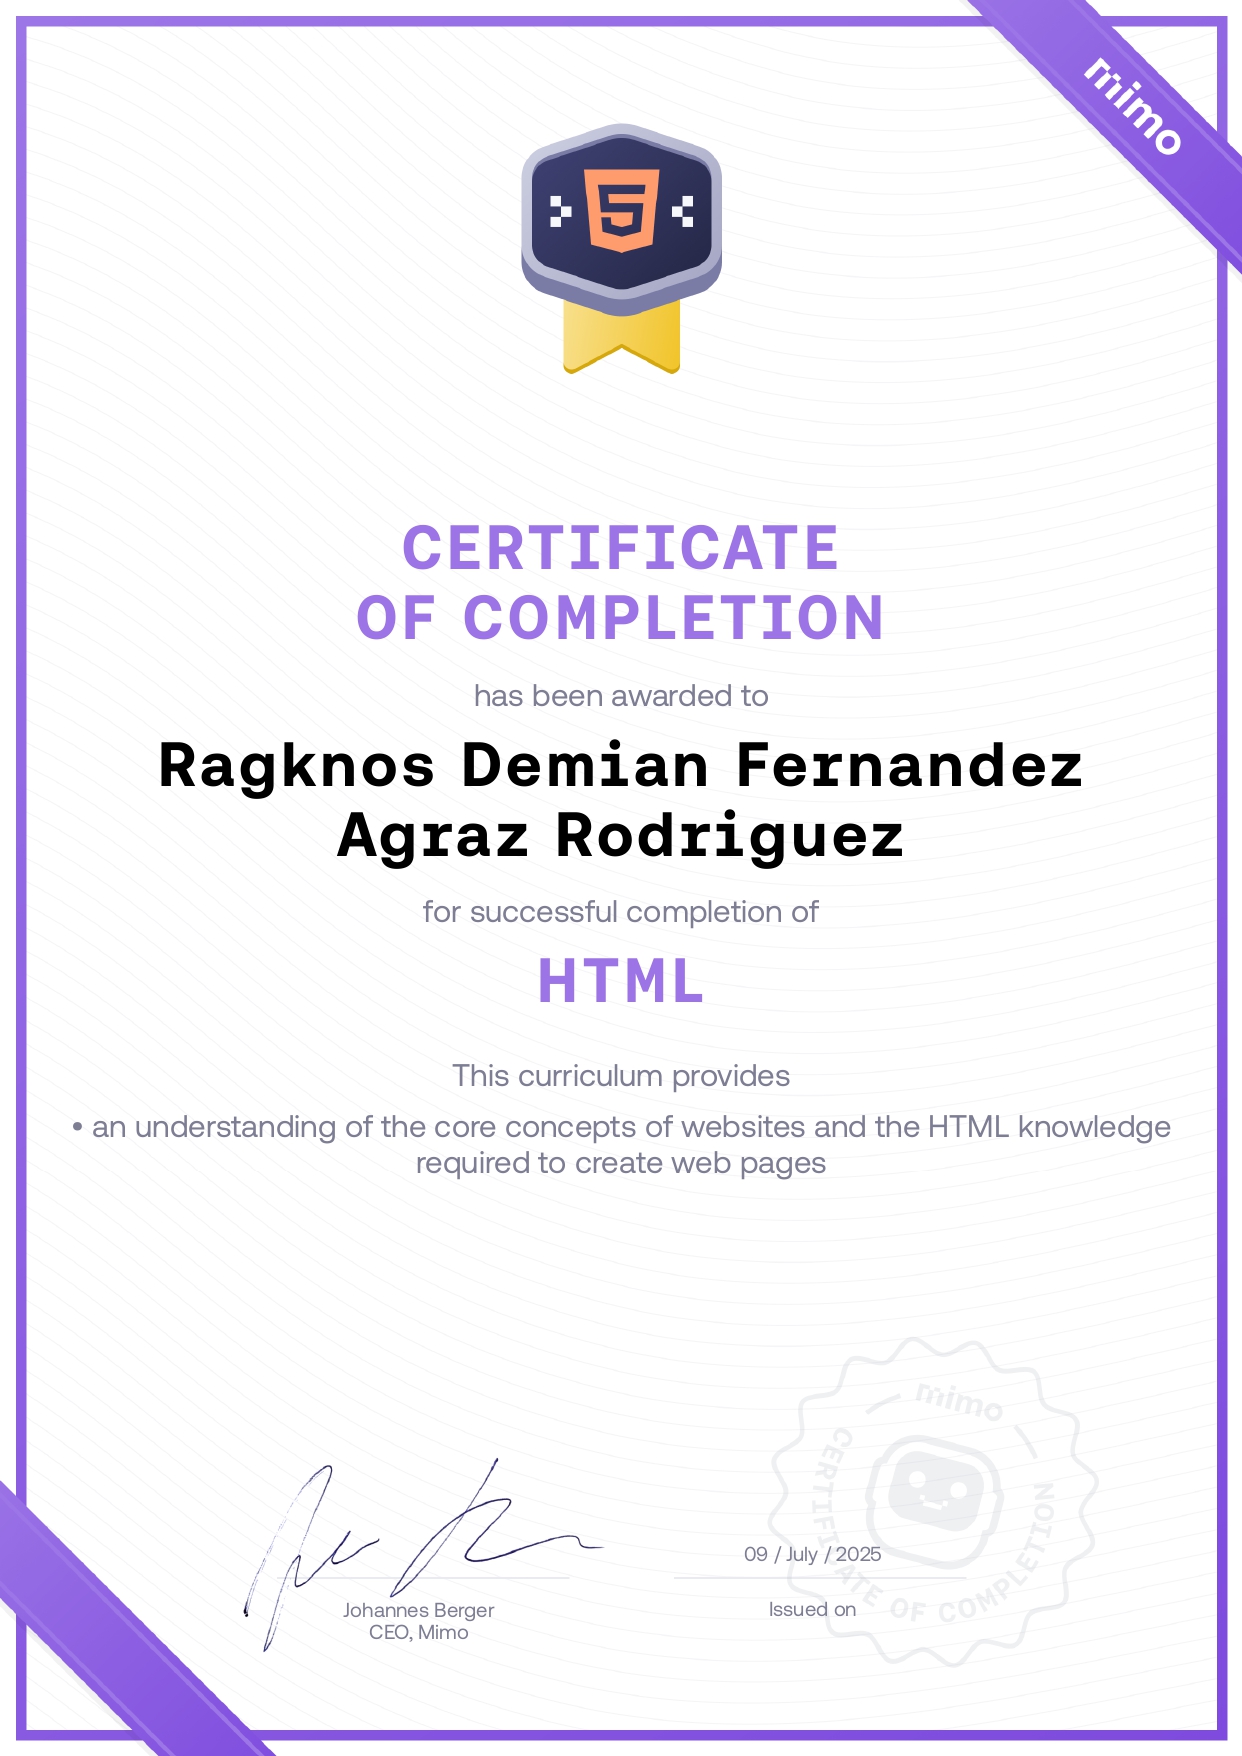 mimo
CERTIFICATE
OF COMPLETION
has been awarded to
Ragknos Demian Fernandez
Agraz Rodriguez
for successful completion of
HTML
This curriculum provides
• an understanding of the core concepts of websites and the HTML knowledge
required to create web pages
mimo
CERTIFICATE OF COMPLETION
09 / July / 2025
Issued on
Johannes Berger
CEO, Mimo